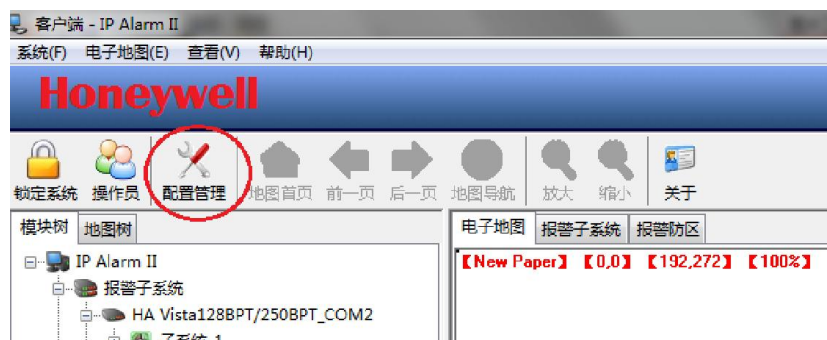 客户端 - IP Alarm II
系统(F) 电子地图(E) 查看(V) 帮助(H)
Honeywell
锁定系统 操作员 配置管理 地图首页 前一页 后一页 地图导航 放大 缩小 关于
模块树 地图树 电子地图 报警子系统 报警防区
IP Alarm II
【New Paper】【0,0】【192,272】【100%】
报警子系统
HA Vista128BPT/250BPT_COM2
子系统 1